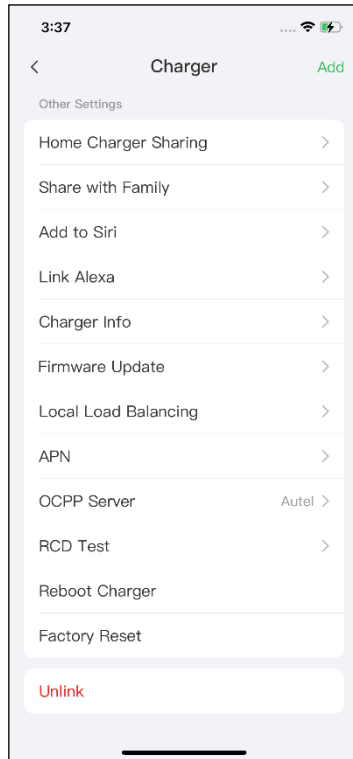 3:37
Charger
Add
Other Settings
Home Charger Sharing
Share with Family
Add to Siri
Link Alexa
Charger Info
Firmware Update
Local Load Balancing
APN
OCPP Server Autel
RCD Test
Reboot Charger
Factory Reset
Unlink